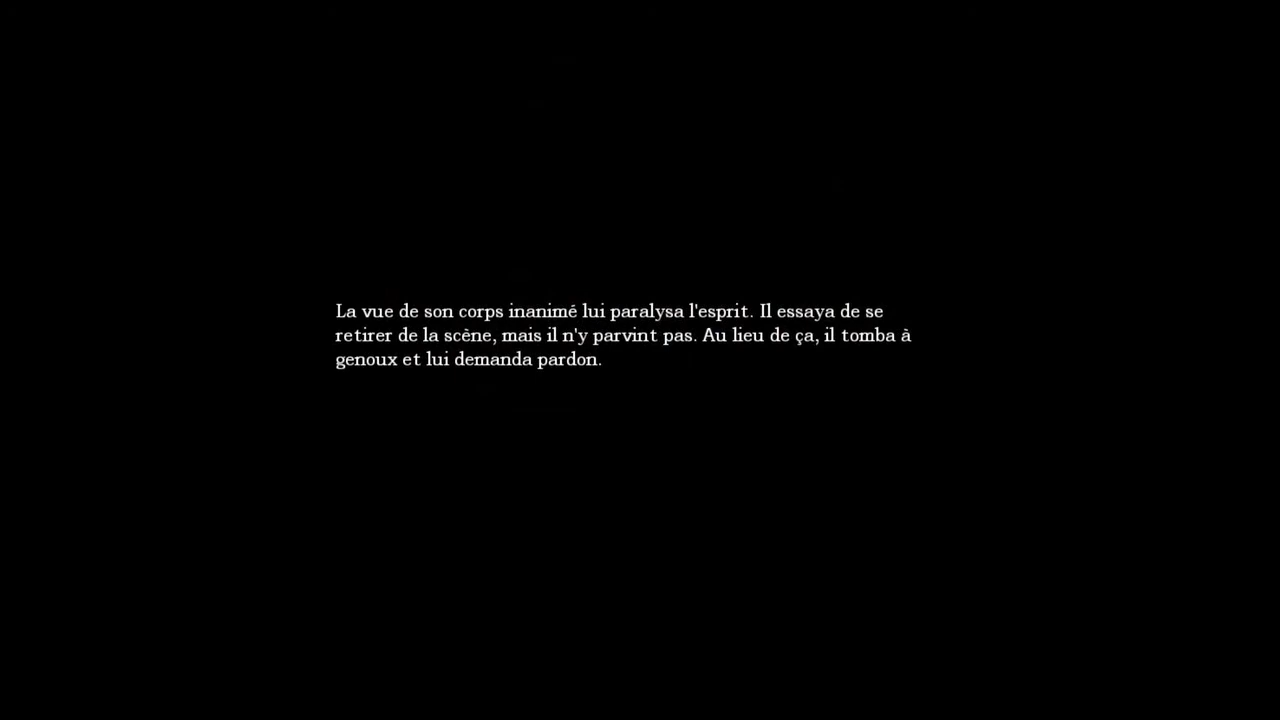 La vue de son corps inanimé lui paralysa l'esprit. Il essaya de se
retirer de la scène, mais il n'y parvint pas. Au lieu de ça, il tomba à
genoux et lui demanda pardon.